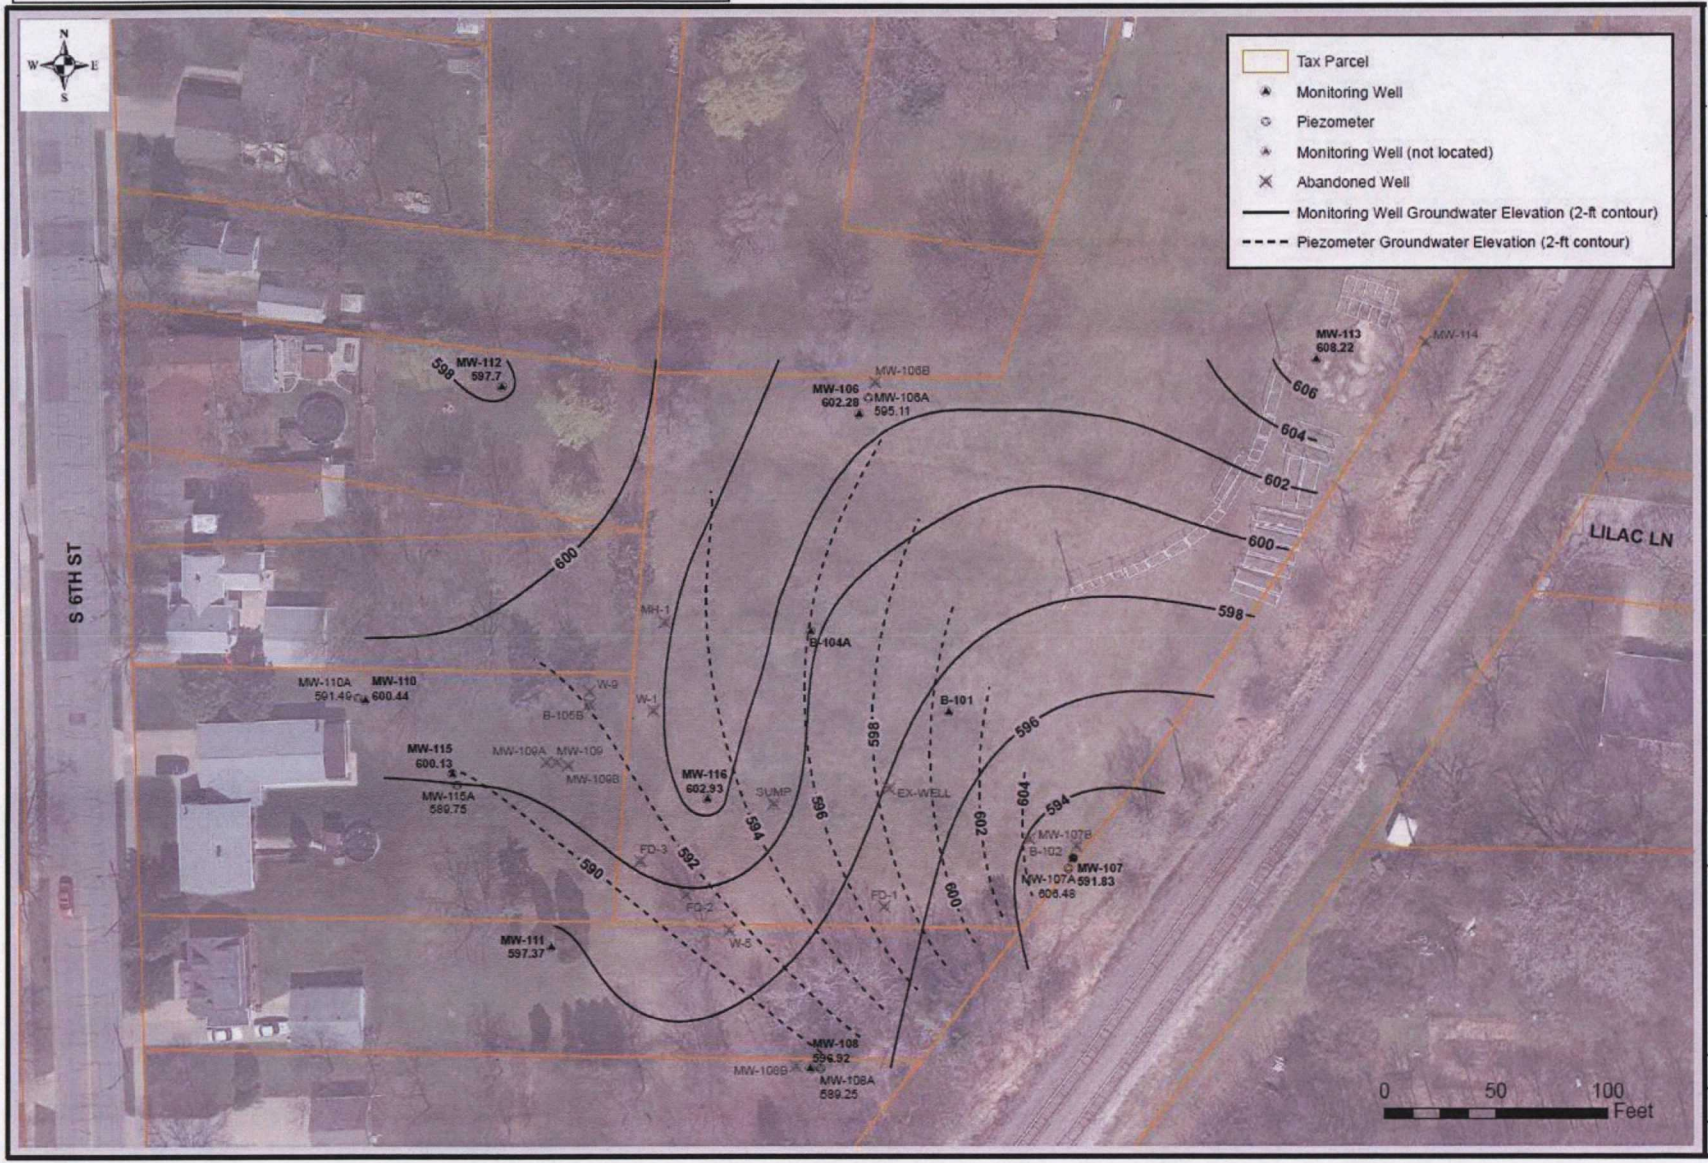 N
W E
S
Tax Parcel
Monitoring Well
Piezometer
Monitoring Well (not located)
Abandoned Well
Monitoring Well Groundwater Elevation (2-ft contour)
Piezometer Groundwater Elevation (2-ft contour)
MW-113
608.22
MW-114
598
MW-112
597.7
MW-106B
MW-106
602.28
MW-106A
595.11
606
604
602
600
600
LILAC LN
S 6TH ST
MH-1
598
B-104A
MW-110A
591.49
MW-110
600.44
W-9
B-105B
W-1
B-101
596
598
MW-115
600.13
MW-109A
MW-109
MW-109B
MW-115A
589.75
MW-116
602.93
SUMP
EX-WELL
604
594
596
594
602
MW-107B
B-102
FD-3
592
590
MW-107
591.83
MW-107A
606.48
600
FD-1
FD-2
W-5
MW-111
597.37
MW-108
596.92
MW-108B
MW-108A
589.25
0 50 100
Feet